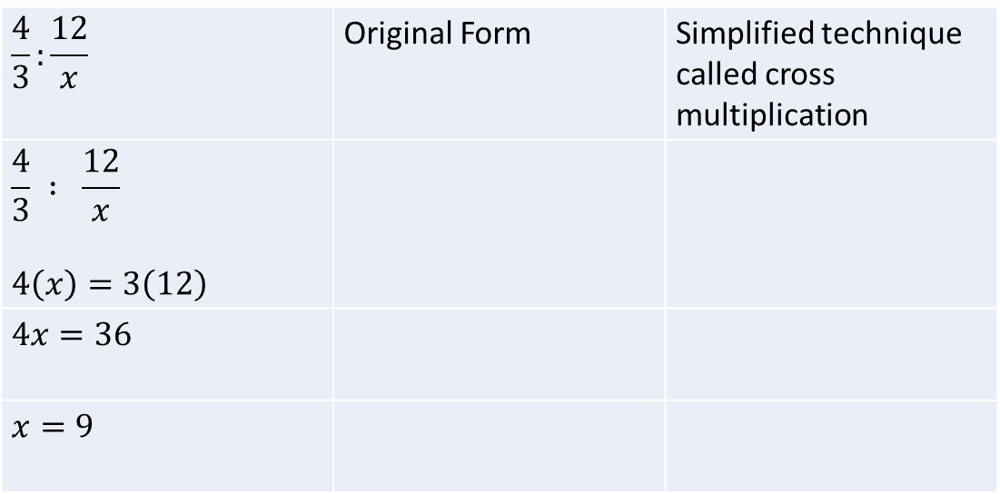 4/3 : 12/x
Original Form
Simplified technique
called cross
multiplication
4/3 : 12/x
4(x) = 3(12)
4x = 36
x = 9